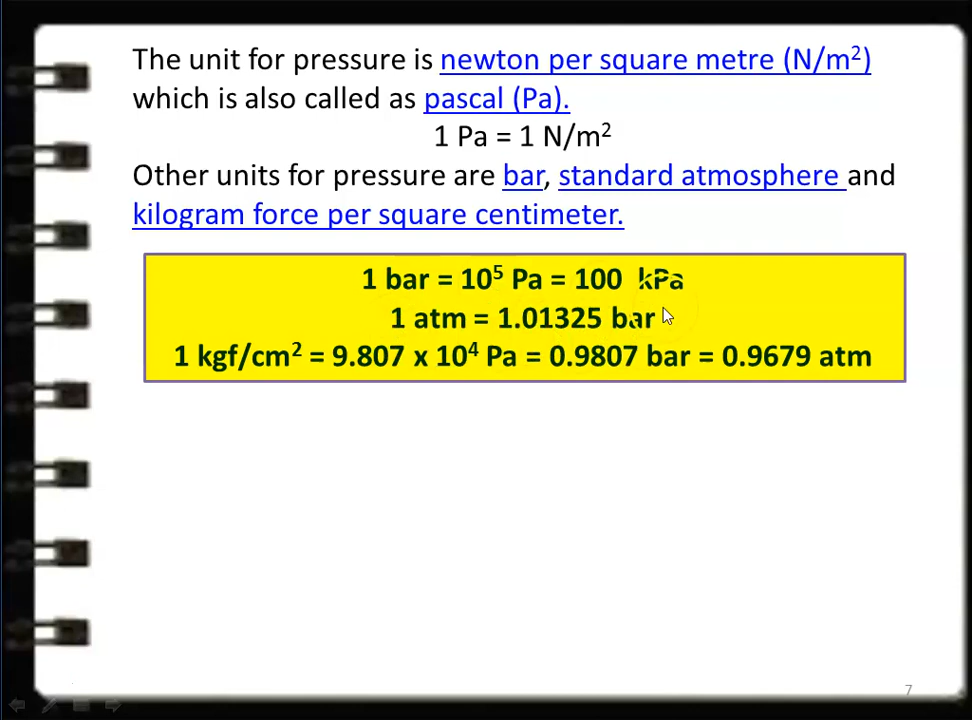 The unit for pressure is newton per square metre (N/m²)
which is also called as pascal (Pa).
1 Pa = 1 N/m²
Other units for pressure are bar, standard atmosphere and
kilogram force per square centimeter.
1 bar = 10⁵ Pa = 100 kPa
1 atm = 1.01325 bar
1 kgf/cm² = 9.807 x 10⁴ Pa = 0.9807 bar = 0.9679 atm
7